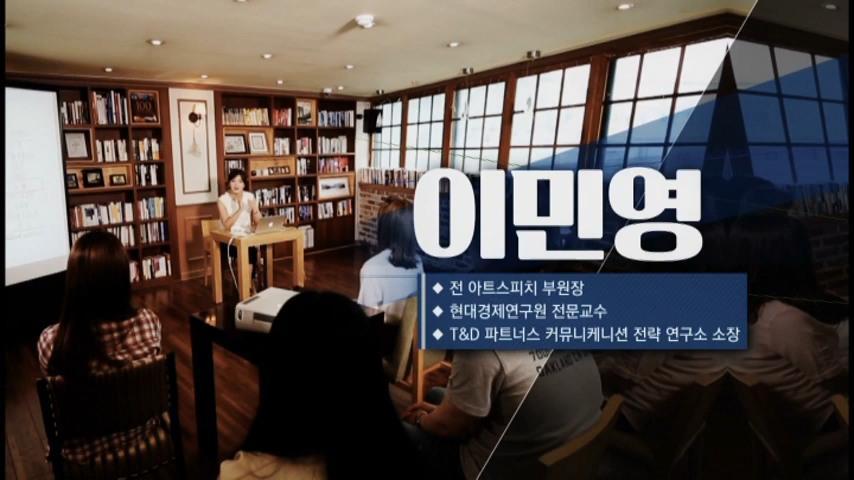 이민영
◆ 전 아트스피치 부원장
◆ 현대경제연구원 전문교수
◆ T&D 파트너스 커뮤니케니션 전략 연구소 소장
100